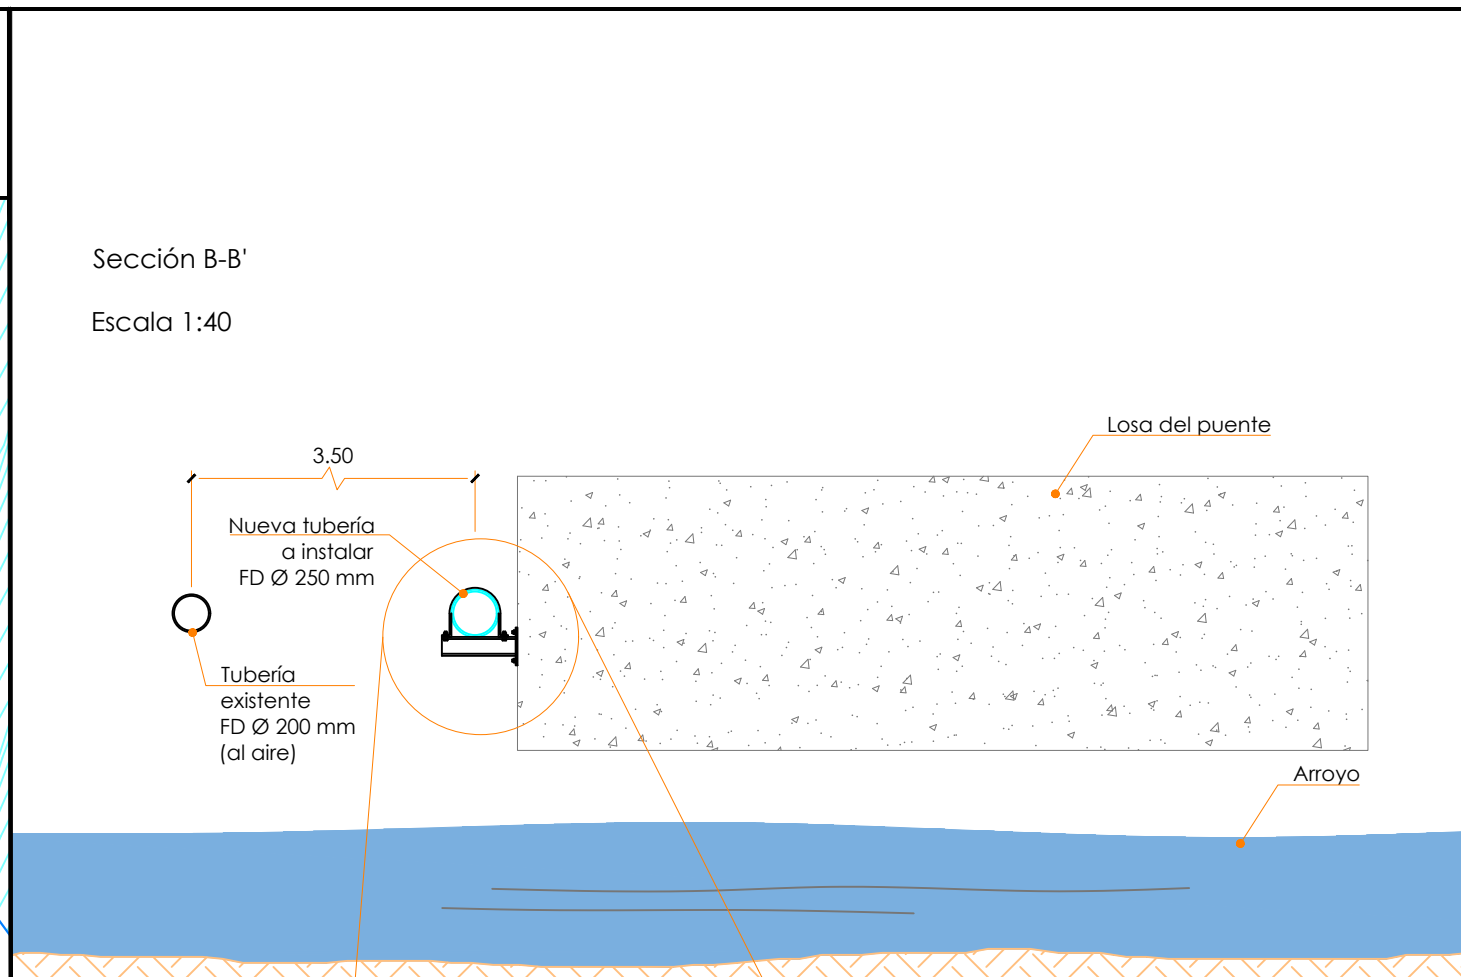 Sección B-B'
Escala 1:40
Losa del puente
3.50
Nueva tubería
a instalar
FD Ø 250 mm
Tubería
existente
FD Ø 200 mm
(al aire)
Arroyo